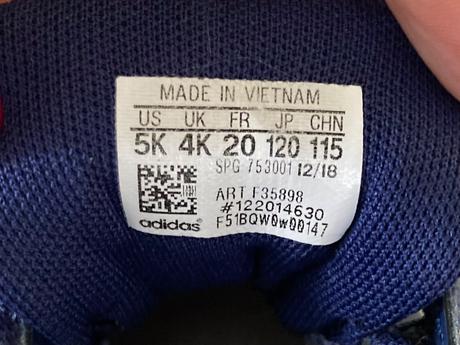 MADE IN VIETNAM
US UK FR JP CHN
5K 4K 20 120 115
SPG 753001 12/18
ART F35898
#122014630
adidas F51BQW0w00147